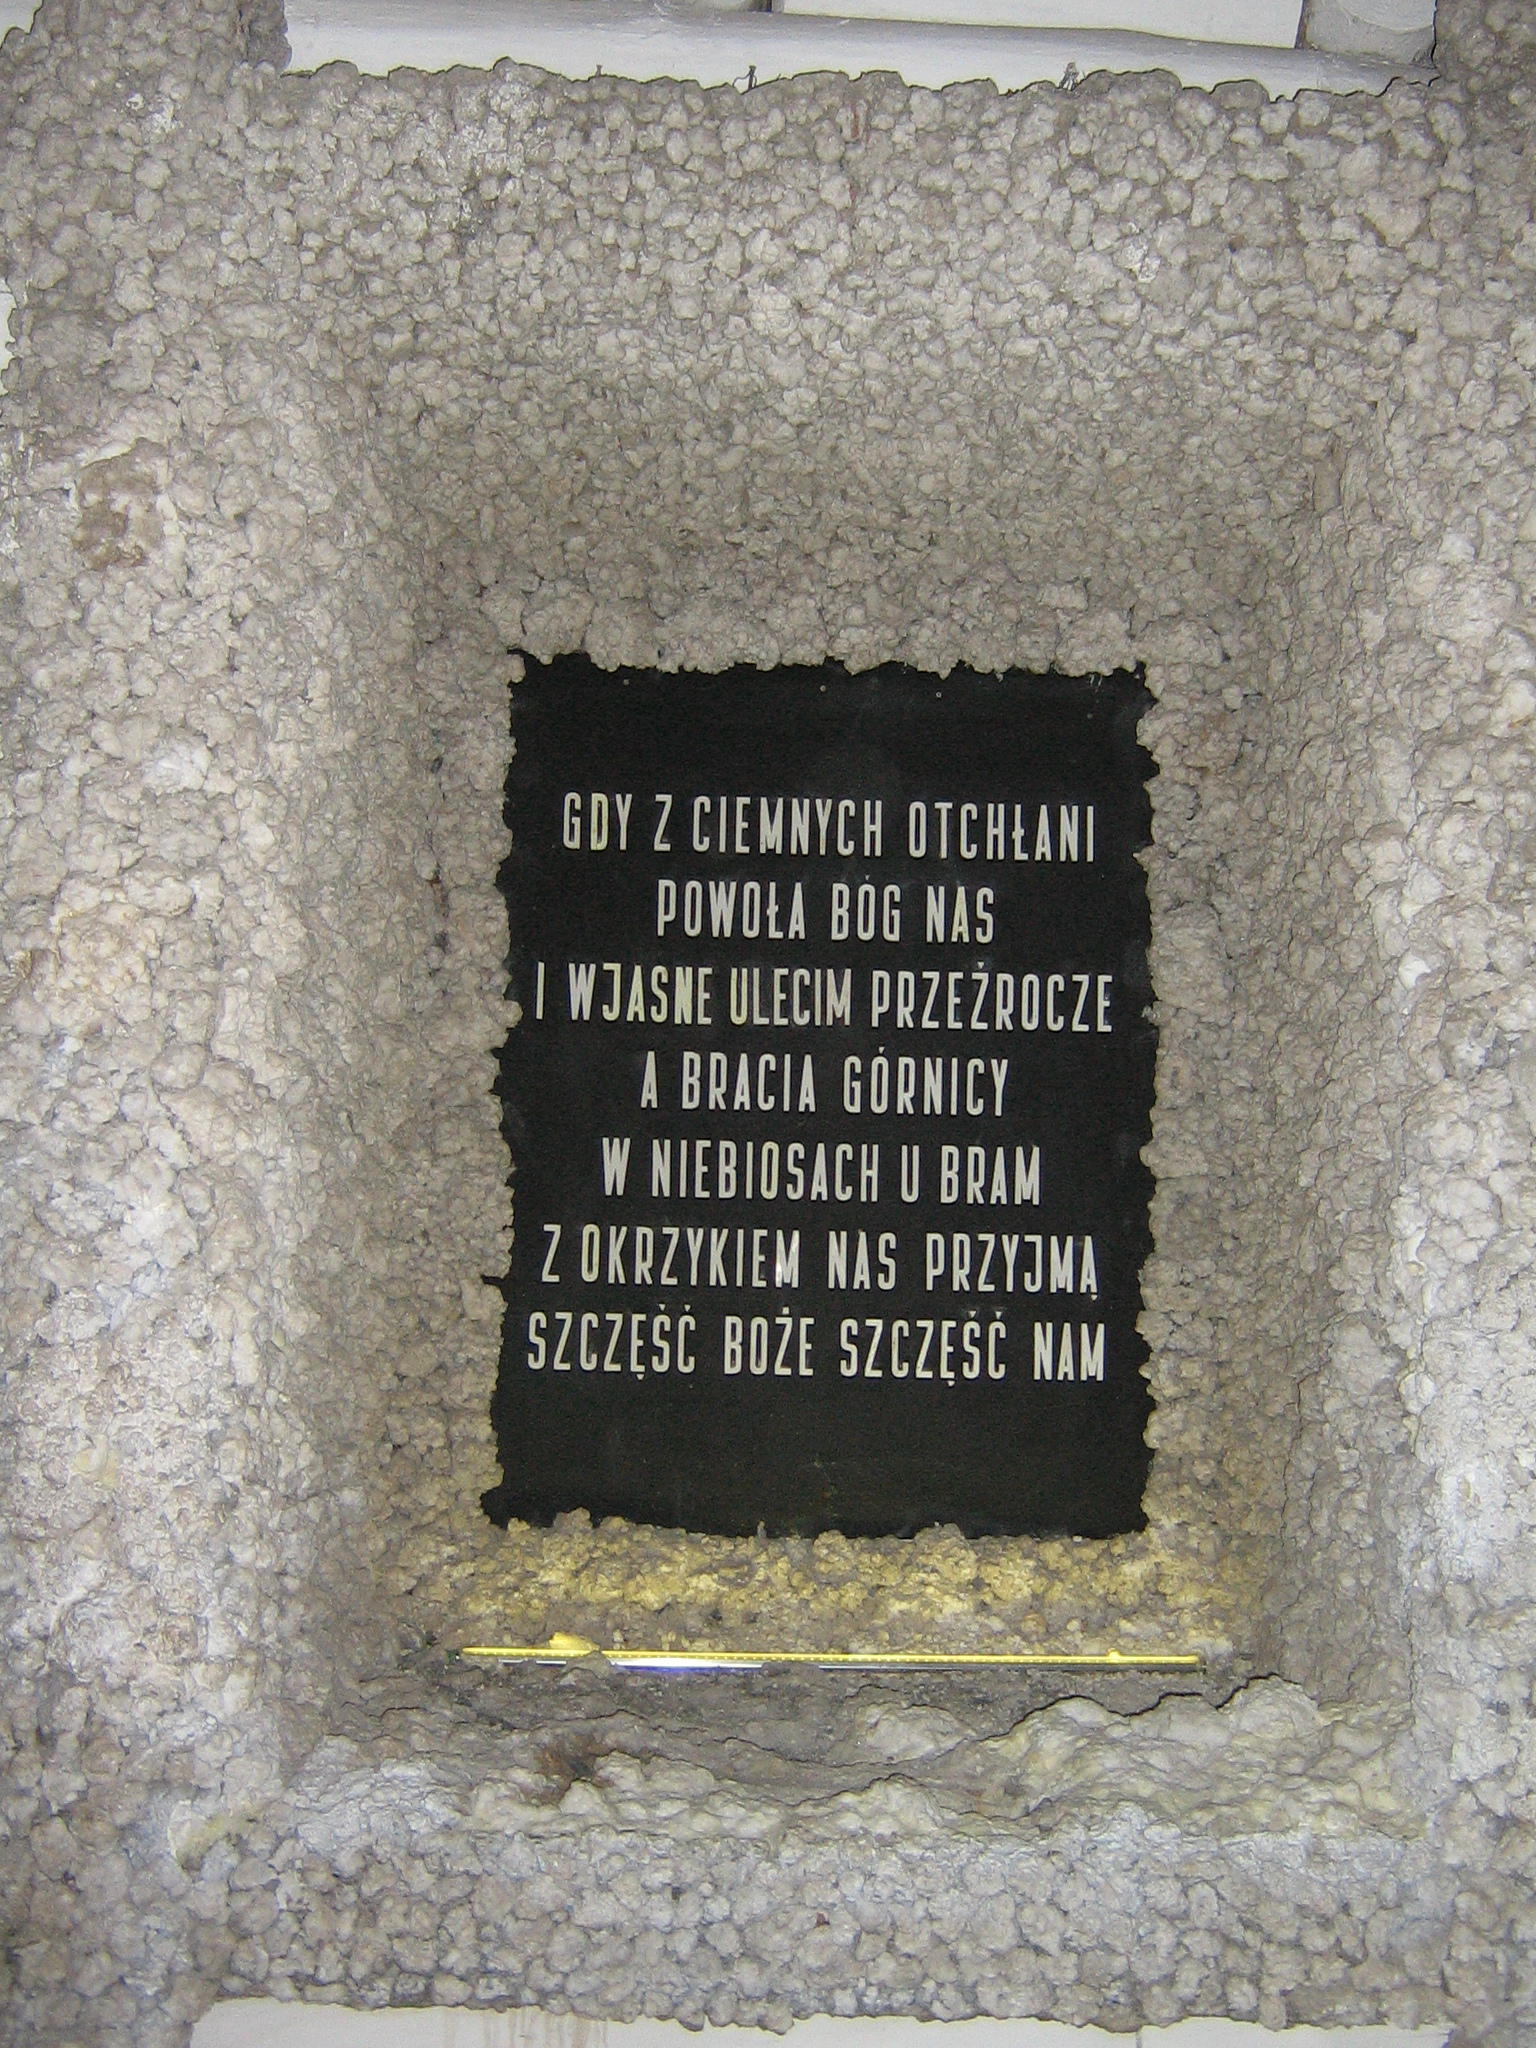 GDY Z CIEMNYCH OTCHŁANI
POWOŁA BÓG NAS
I WJASNE ULECIM PRZEŹROCZE
A BRACIA GÓRNICY
W NIEBIOSACH U BRAM
Z OKRZYKIEM NAS PRZYJMĄ
SZCZĘŚĆ BOŻE SZCZĘŚĆ NAM